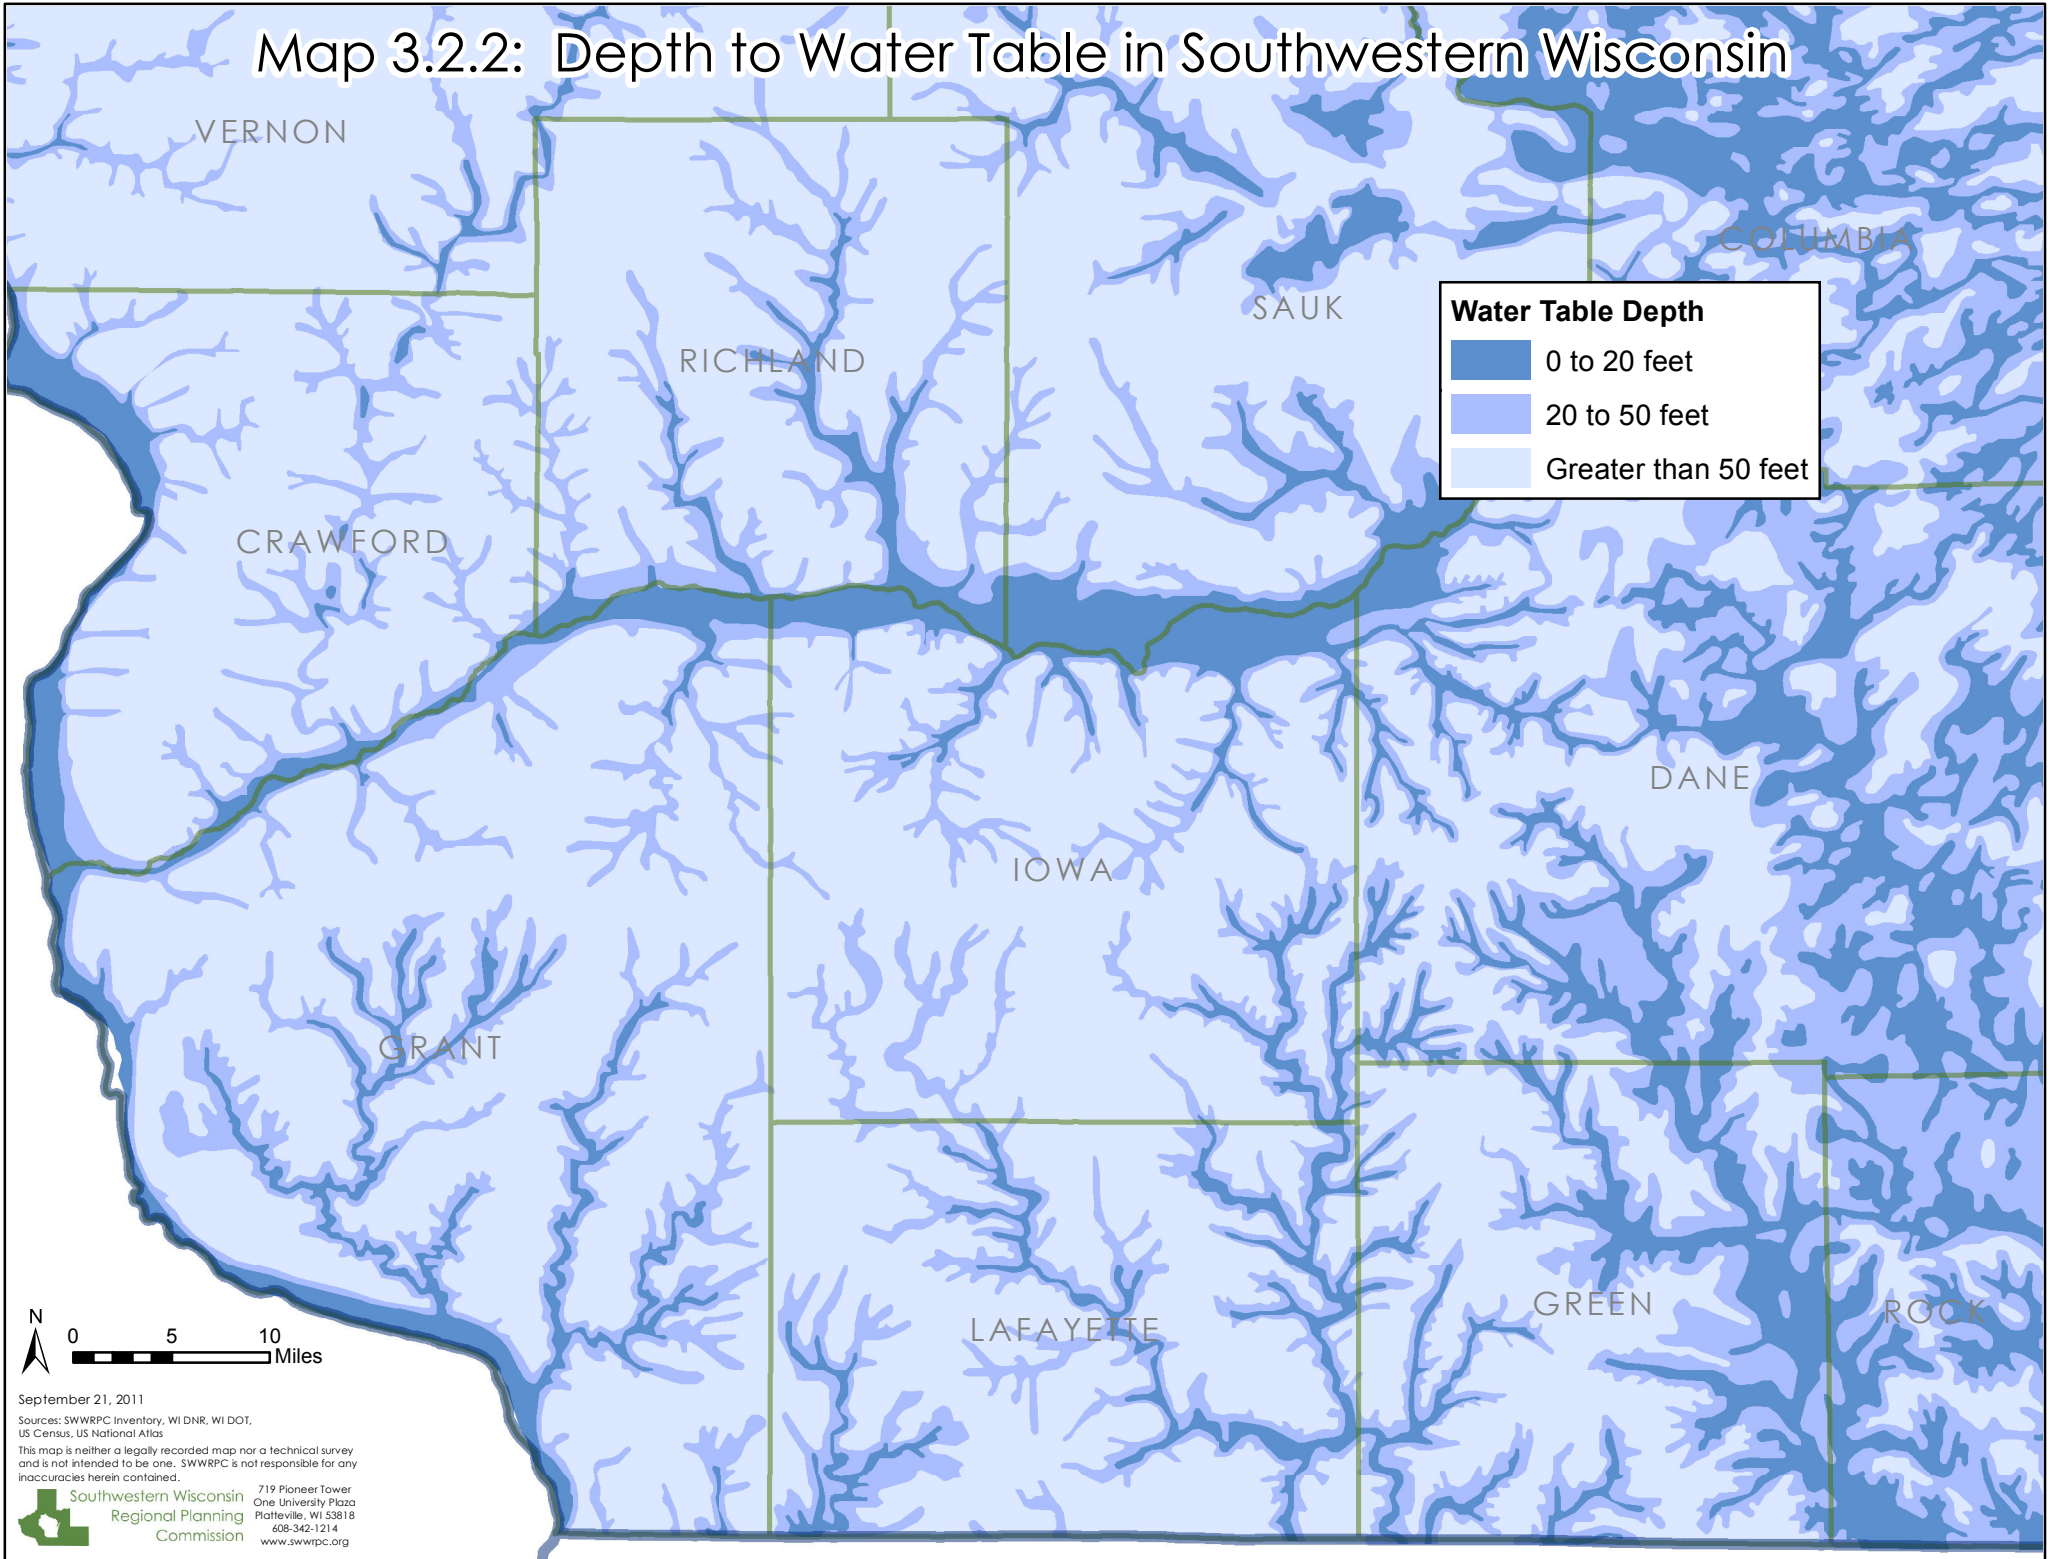 Map 3.2.2: Depth to Water Table in Southwestern Wisconsin
VERNON
COLUMBIA
SAUK
Water Table Depth
0 to 20 feet
20 to 50 feet
Greater than 50 feet
RICHLAND
CRAWFORD
DANE
IOWA
GRANT
GREEN
ROCK
LAFAYETTE
N
0 5 10
Miles
September 21, 2011
Sources: SWWRPC Inventory, WI DNR, WI DOT,
US Census, US National Atlas
This map is neither a legally recorded map nor a technical survey
and is not intended to be one. SWWRPC is not responsible for any
inaccuracies herein contained.
Southwestern Wisconsin
Regional Planning
Commission
719 Pioneer Tower
One University Plaza
Platteville, WI 53818
608-342-1214
www.swwrpc.org